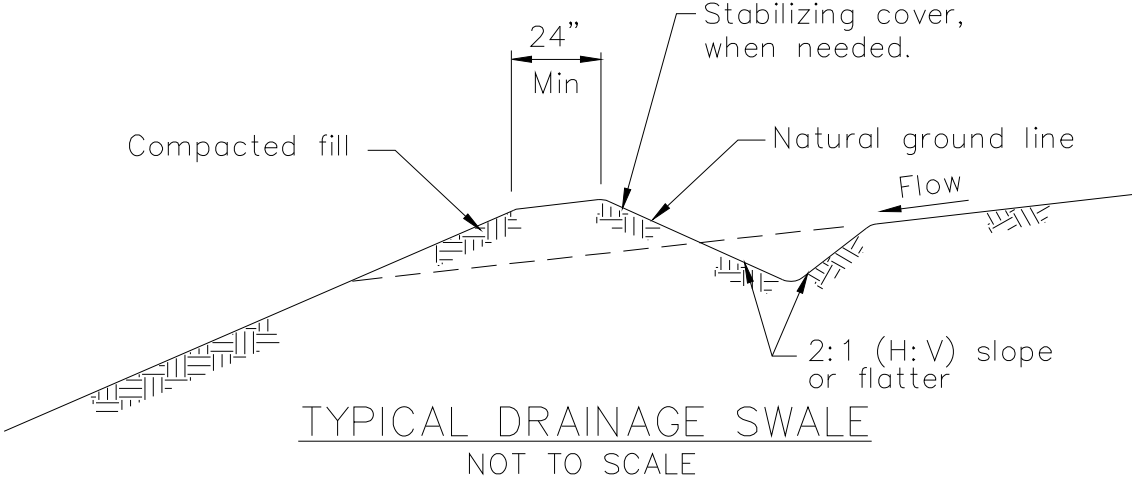 Stabilizing cover,
when needed.
24”
Min
Compacted fill
Natural ground line
Flow
2:1 (H:V) slope
or flatter
TYPICAL DRAINAGE SWALE
NOT TO SCALE